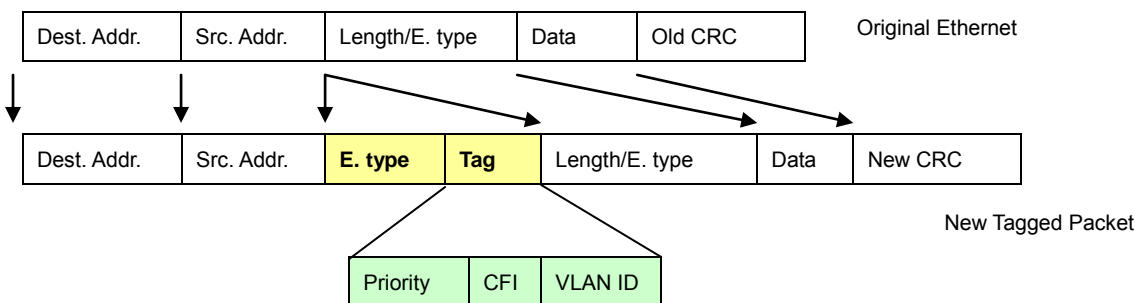 Dest. Addr. Src. Addr. Length/E. type Data Old CRC Original Ethernet
Dest. Addr. Src. Addr. E. type Tag Length/E. type Data New CRC
New Tagged Packet
Priority CFI VLAN ID